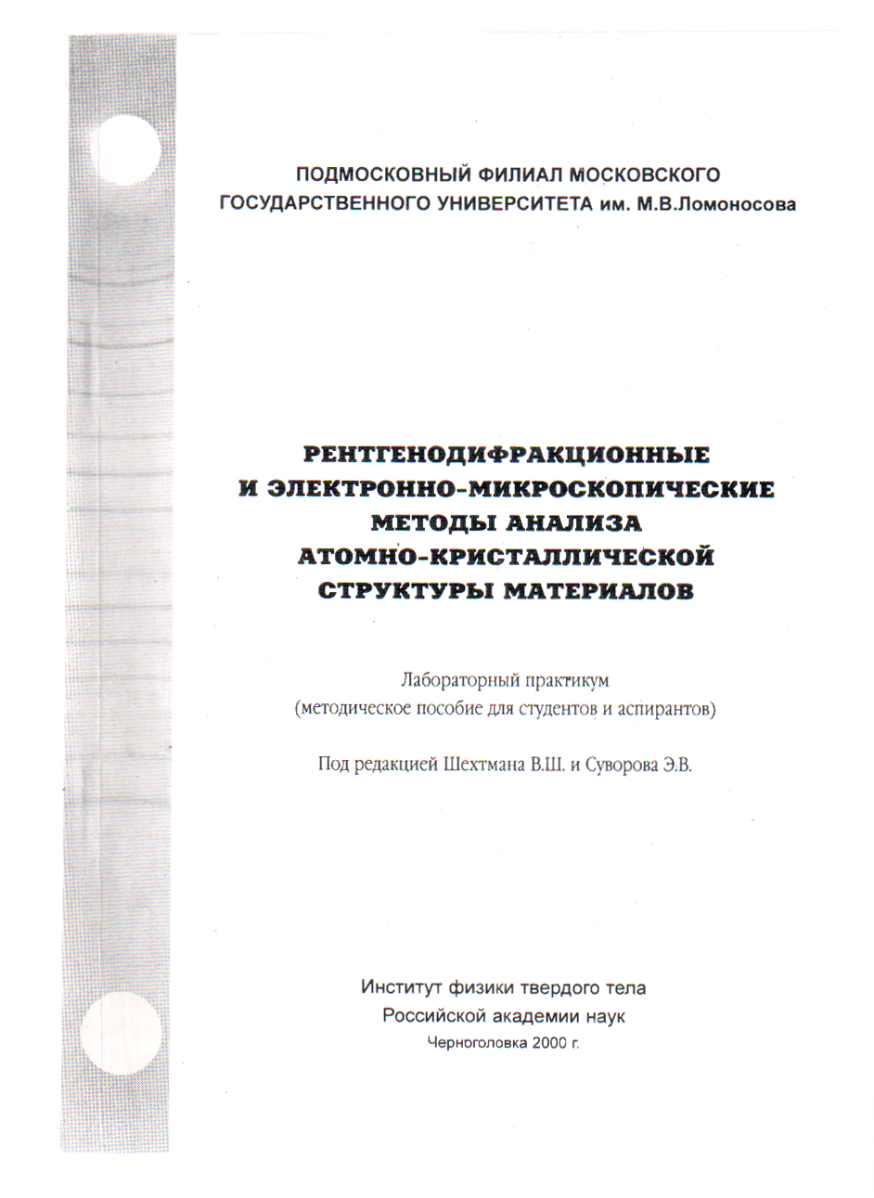 ПОДМОСКОВНЫЙ ФИЛИАЛ МОСКОВСКОГО
ГОСУДАРСТВЕННОГО УНИВЕРСИТЕТА им. М.В.Ломоносова
РЕНТГЕНОДИФРАКЦИОННЫЕ
И ЭЛЕКТРОННО-МИКРОСКОПИЧЕСКИЕ
МЕТОДЫ АНАЛИЗА
АТОМНО-КРИСТАЛЛИЧЕСКОЙ
СТРУКТУРЫ МАТЕРИАЛОВ
Лабораторный практикум
(методическое пособие для студентов и аспирантов)
Под редакцией Шехтмана В.Ш. и Суворова Э.В.
Институт физики твердого тела
Российской академии наук
Черноголовка 2000 г.